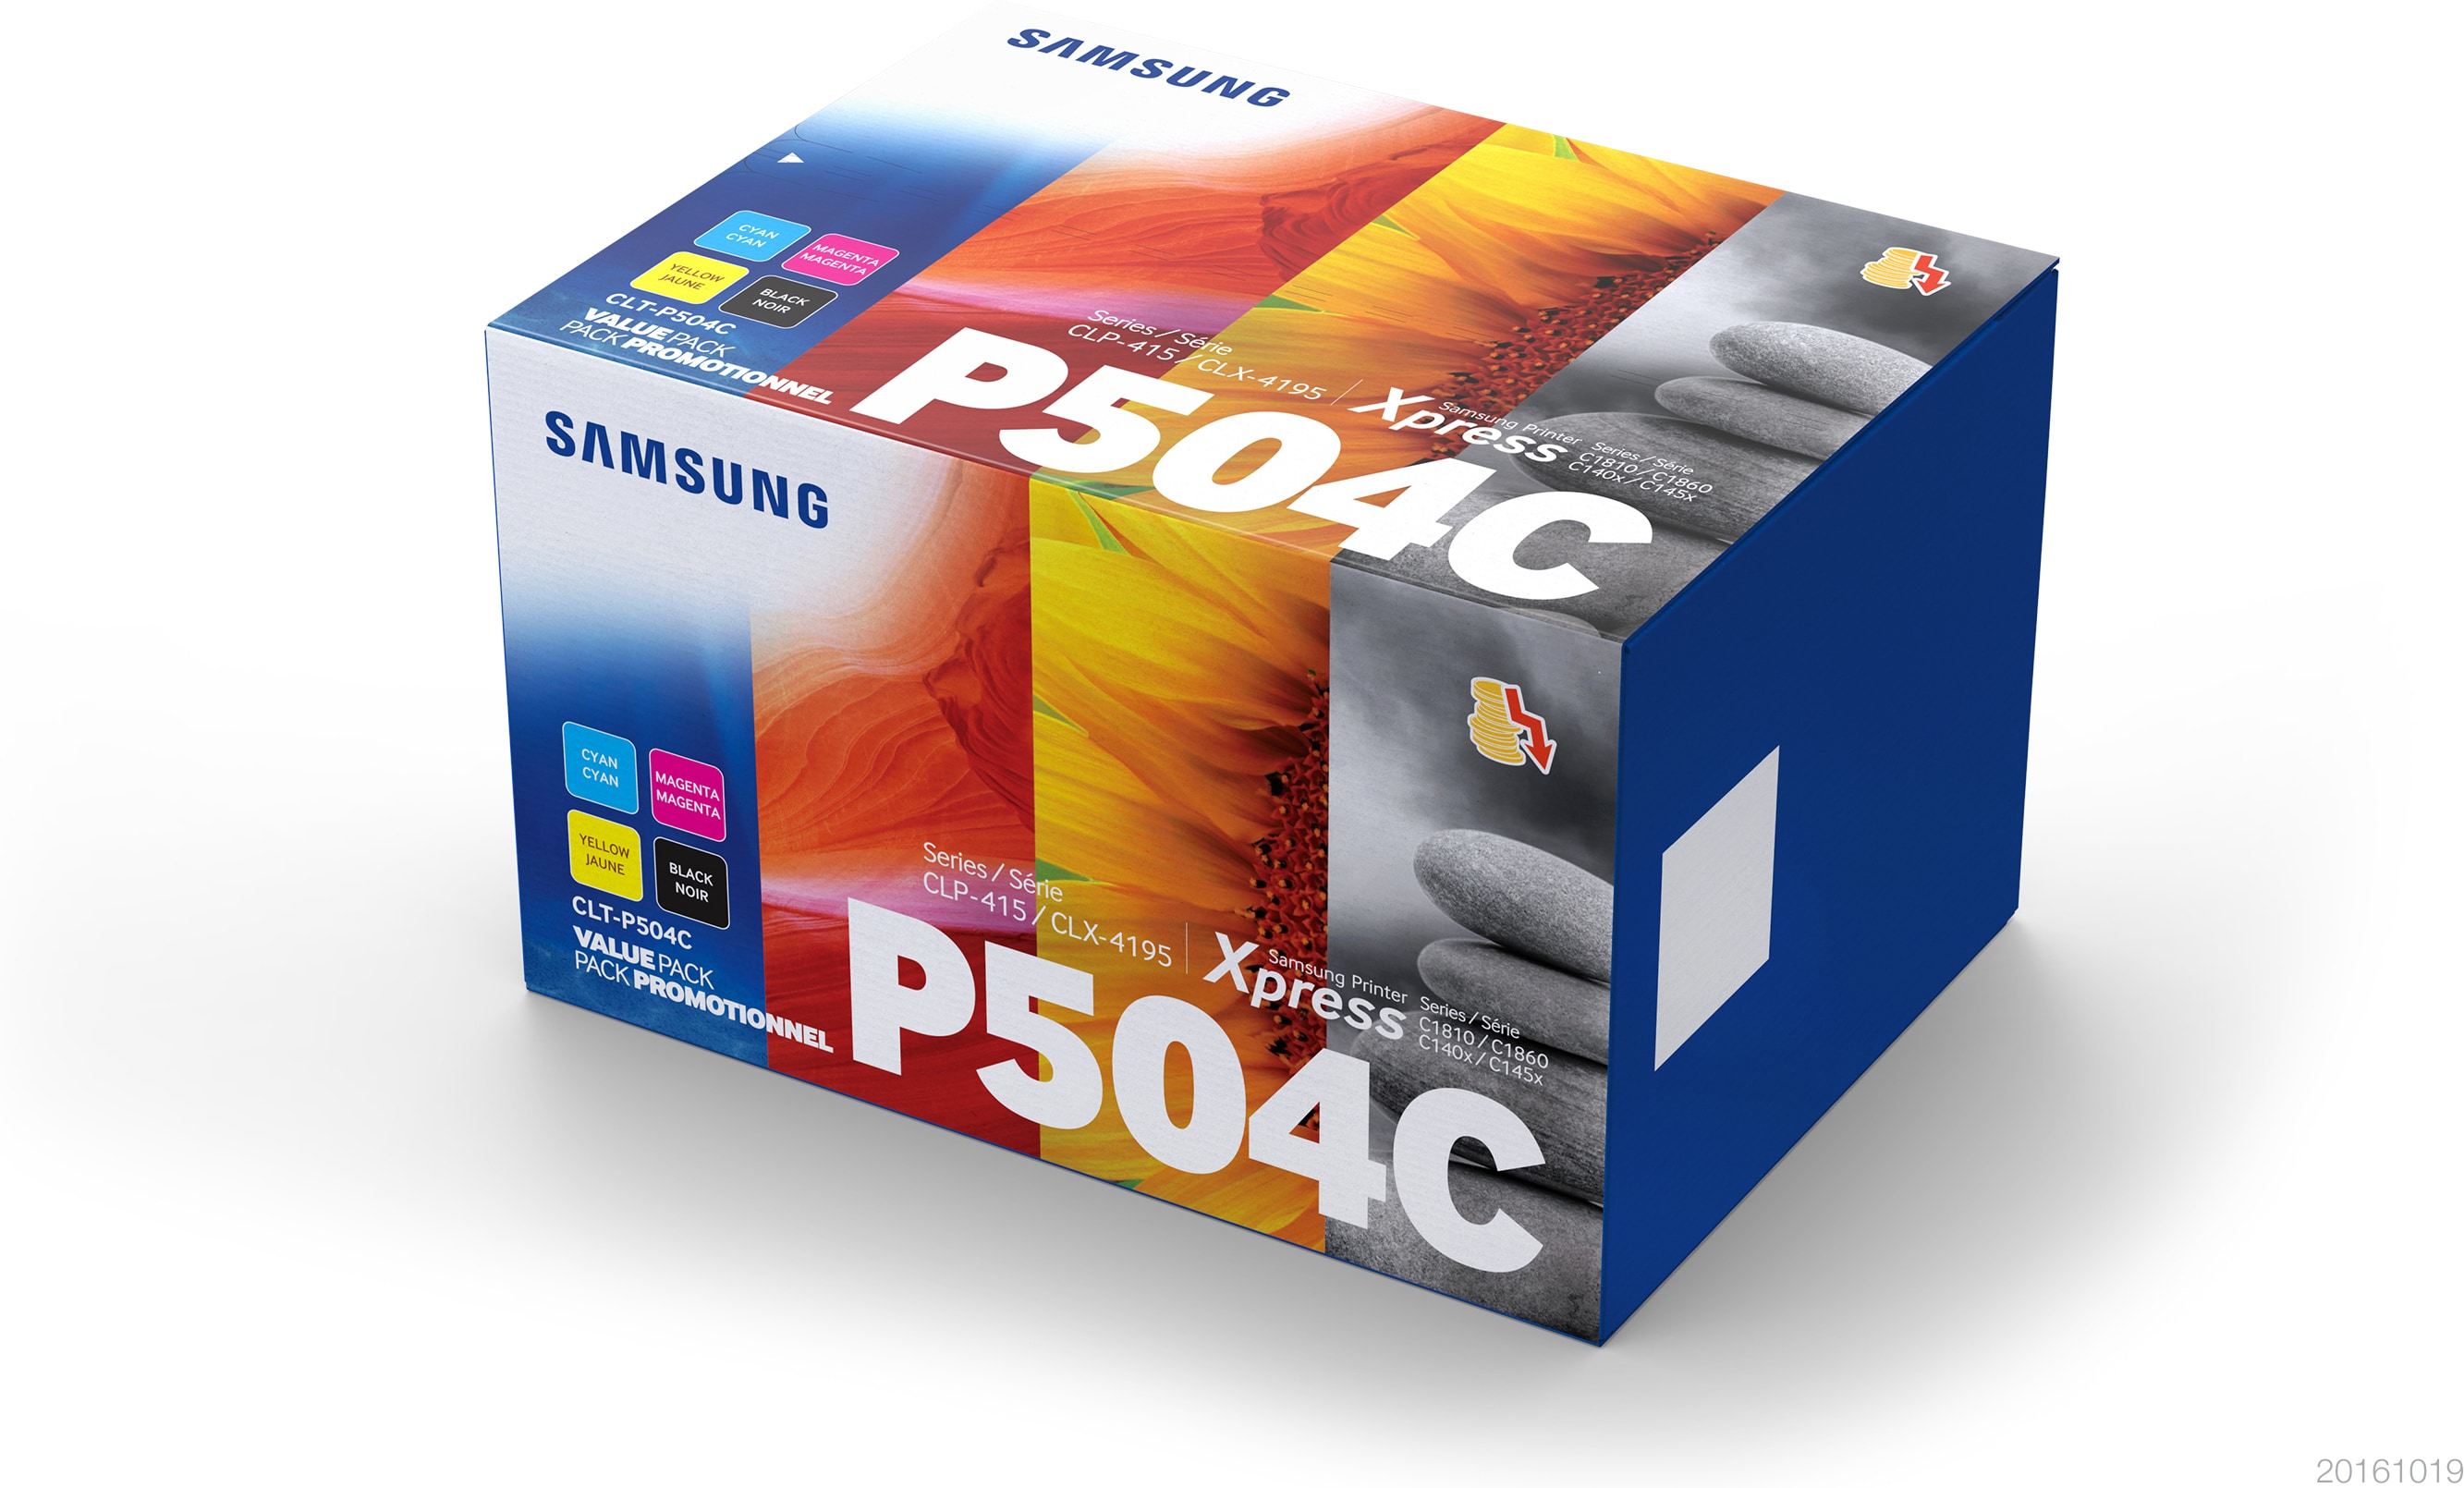 SAMSUNG
CYAN
CYAN
MAGENTA
MAGENTA
YELLOW
JAUNE
BLACK
NOIR
CLT-P504C
VALUE PACK
PACK PROMOTIONNEL
Series / Série
CLP-415 / CLX-4195
Samsung Printer
Xpress
Series / Série
C1810 / C1860
C140x / C145x
P504C
SAMSUNG
CYAN
CYAN
MAGENTA
MAGENTA
YELLOW
JAUNE
BLACK
NOIR
CLT-P504C
VALUE PACK
PACK PROMOTIONNEL
Series / Série
CLP-415 / CLX-4195
Samsung Printer
Xpress
Series / Série
C1810 / C1860
C140x / C145x
P504C
20161019